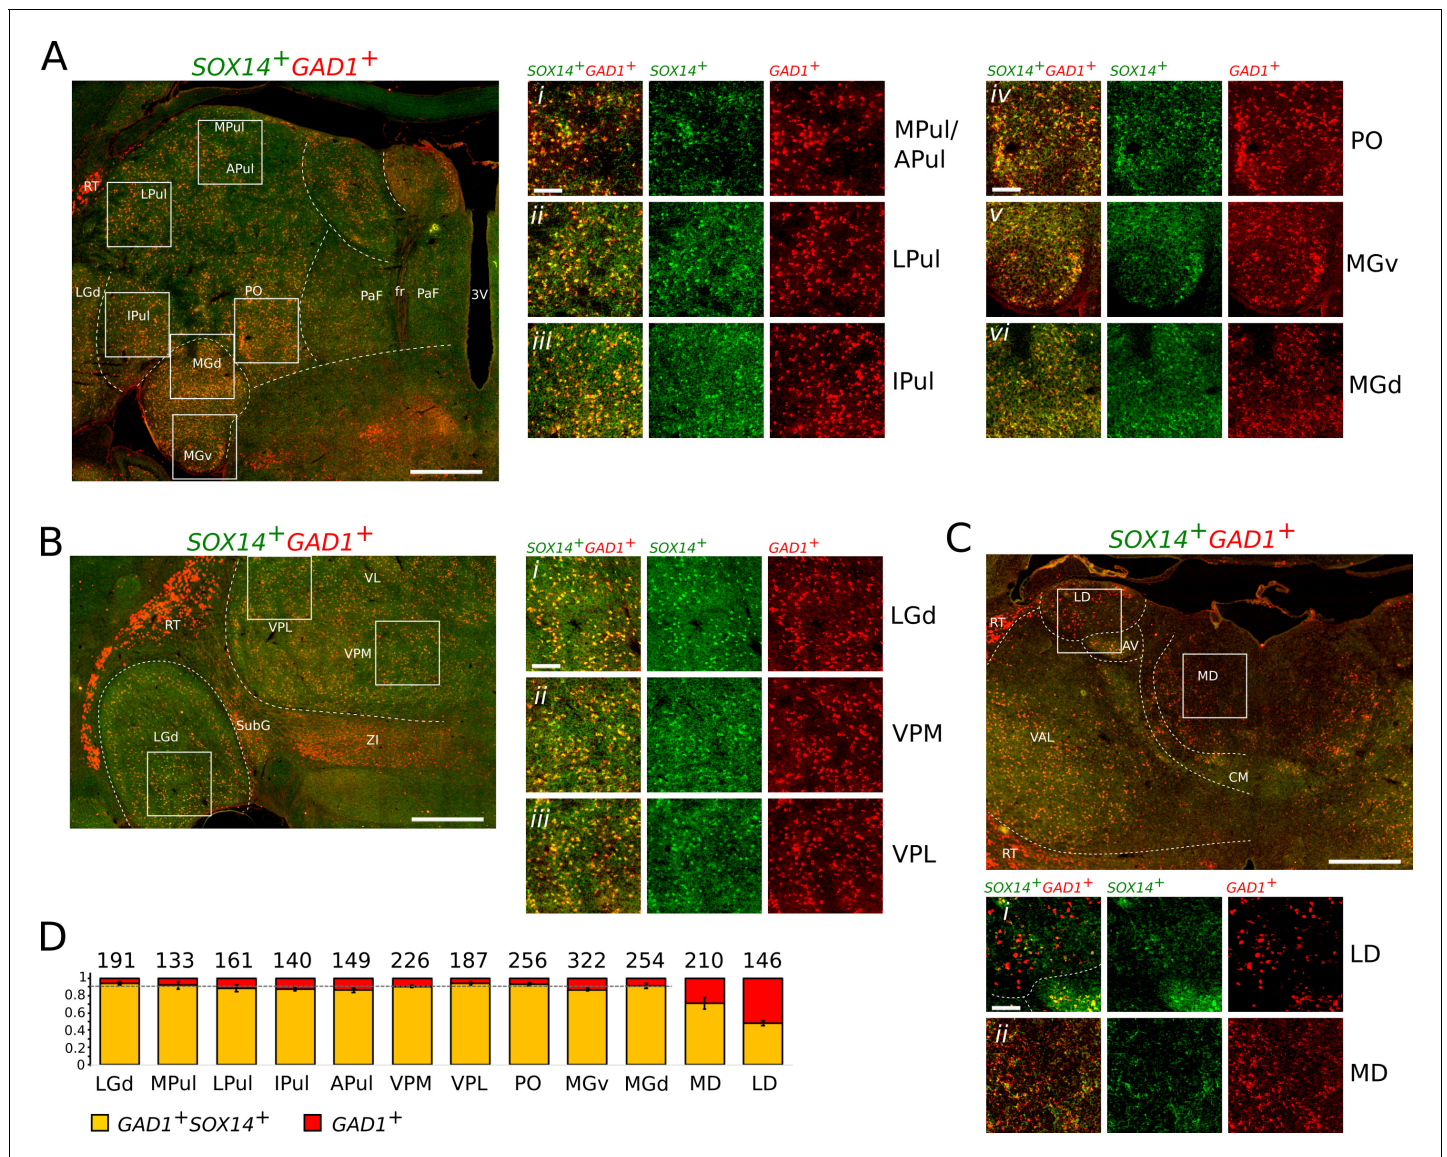 A
SOX14+GAD1+
MPul
APul
RT
LPul
LGd
PO
IPul
PaF
fr
PaF
3V
MGd
MGv
SOX14+GAD1+ SOX14+ GAD1+
i
MPul/
APul
ii
LPul
iii
IPul
SOX14+GAD1+ SOX14+ GAD1+
iv
PO
v
MGv
vi
MGd
B
SOX14+GAD1+
VL
RT
VPL
VPM
SubG
LGd
ZI
SOX14+GAD1+ SOX14+ GAD1+
i
LGd
ii
VPM
iii
VPL
C
SOX14+GAD1+
LD
RT
AV
MD
VAL
CM
RT
SOX14+GAD1+ SOX14+ GAD1+
i
LD
ii
MD
D
191 133 161 140 149 226 187 256 322 254 210 146
1
0.8
0.6
0.4
0.2
0
LGd MPul LPul IPul APul VPM VPL PO MGv MGd MD LD
GAD1+SOX14+ GAD1+